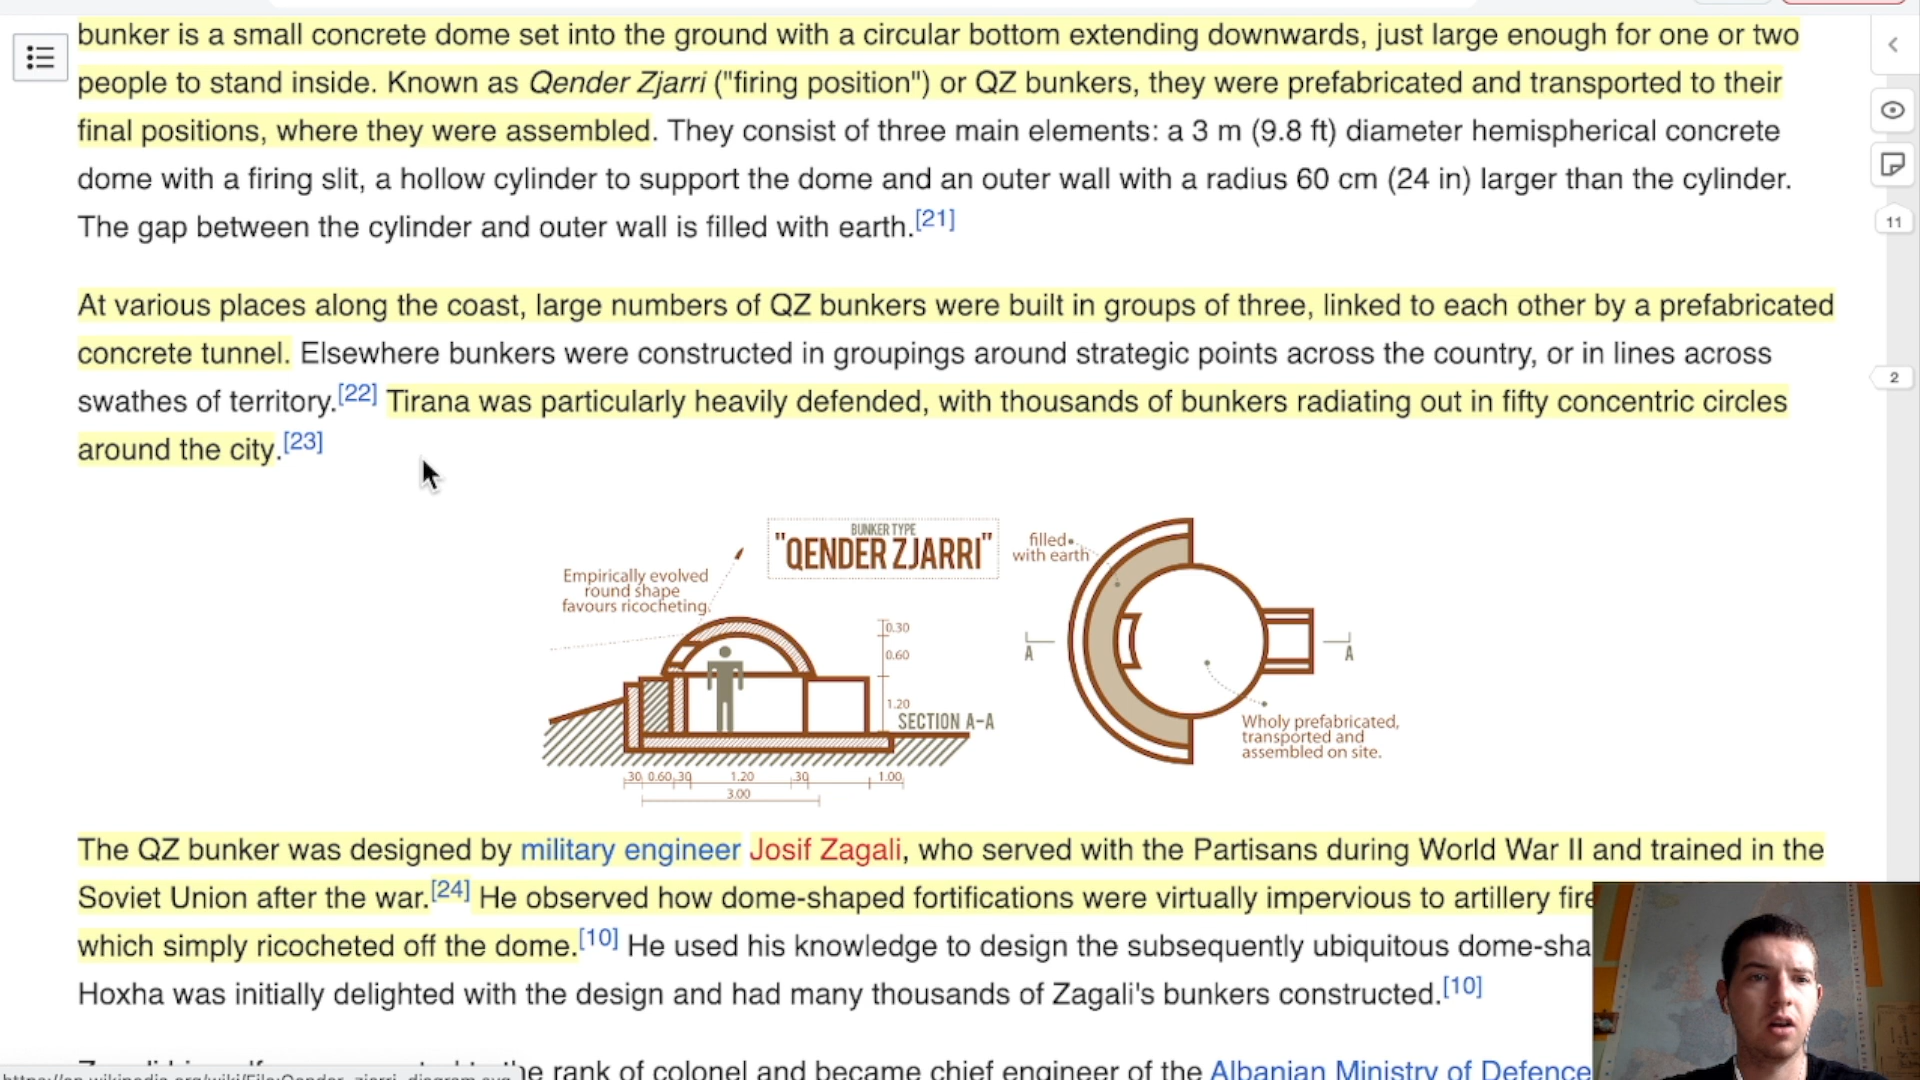 bunker is a small concrete dome set into the ground with a circular bottom extending downwards, just large enough for one or two
people to stand inside. Known as Qender Zjarri ("firing position") or QZ bunkers, they were prefabricated and transported to their
final positions, where they were assembled. They consist of three main elements: a 3 m (9.8 ft) diameter hemispherical concrete
dome with a firing slit, a hollow cylinder to support the dome and an outer wall with a radius 60 cm (24 in) larger than the cylinder.
The gap between the cylinder and outer wall is filled with earth.[21]
11
At various places along the coast, large numbers of QZ bunkers were built in groups of three, linked to each other by a prefabricated
concrete tunnel. Elsewhere bunkers were constructed in groupings around strategic points across the country, or in lines across
2
swathes of territory.[22] Tirana was particularly heavily defended, with thousands of bunkers radiating out in fifty concentric circles
around the city.[23]
BUNKER TYPE
"QENDER ZJARRI"
Empirically evolved
round shape
favours ricocheting.
0.30
0.60
1.20
SECTION A-A
.30 0.60 .30 1.20 .30 1.00
3.00
filled
with earth
A A
Wholy prefabricated,
transported and
assembled on site.
The QZ bunker was designed by military engineer Josif Zagali, who served with the Partisans during World War II and trained in the
Soviet Union after the war.[24] He observed how dome-shaped fortifications were virtually impervious to artillery fire
which simply ricocheted off the dome.[10] He used his knowledge to design the subsequently ubiquitous dome-sha
Hoxha was initially delighted with the design and had many thousands of Zagali's bunkers constructed.[10]
the rank of colonel and became chief engineer of the Albanian Ministry of Defence